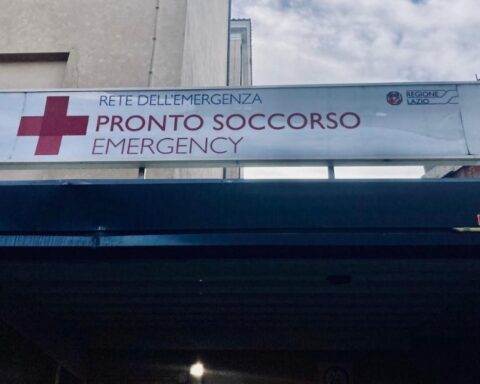 RETE DELL'EMERGENZA
PRONTO SOCCORSO
EMERGENCY
REGIONE
LAZIO